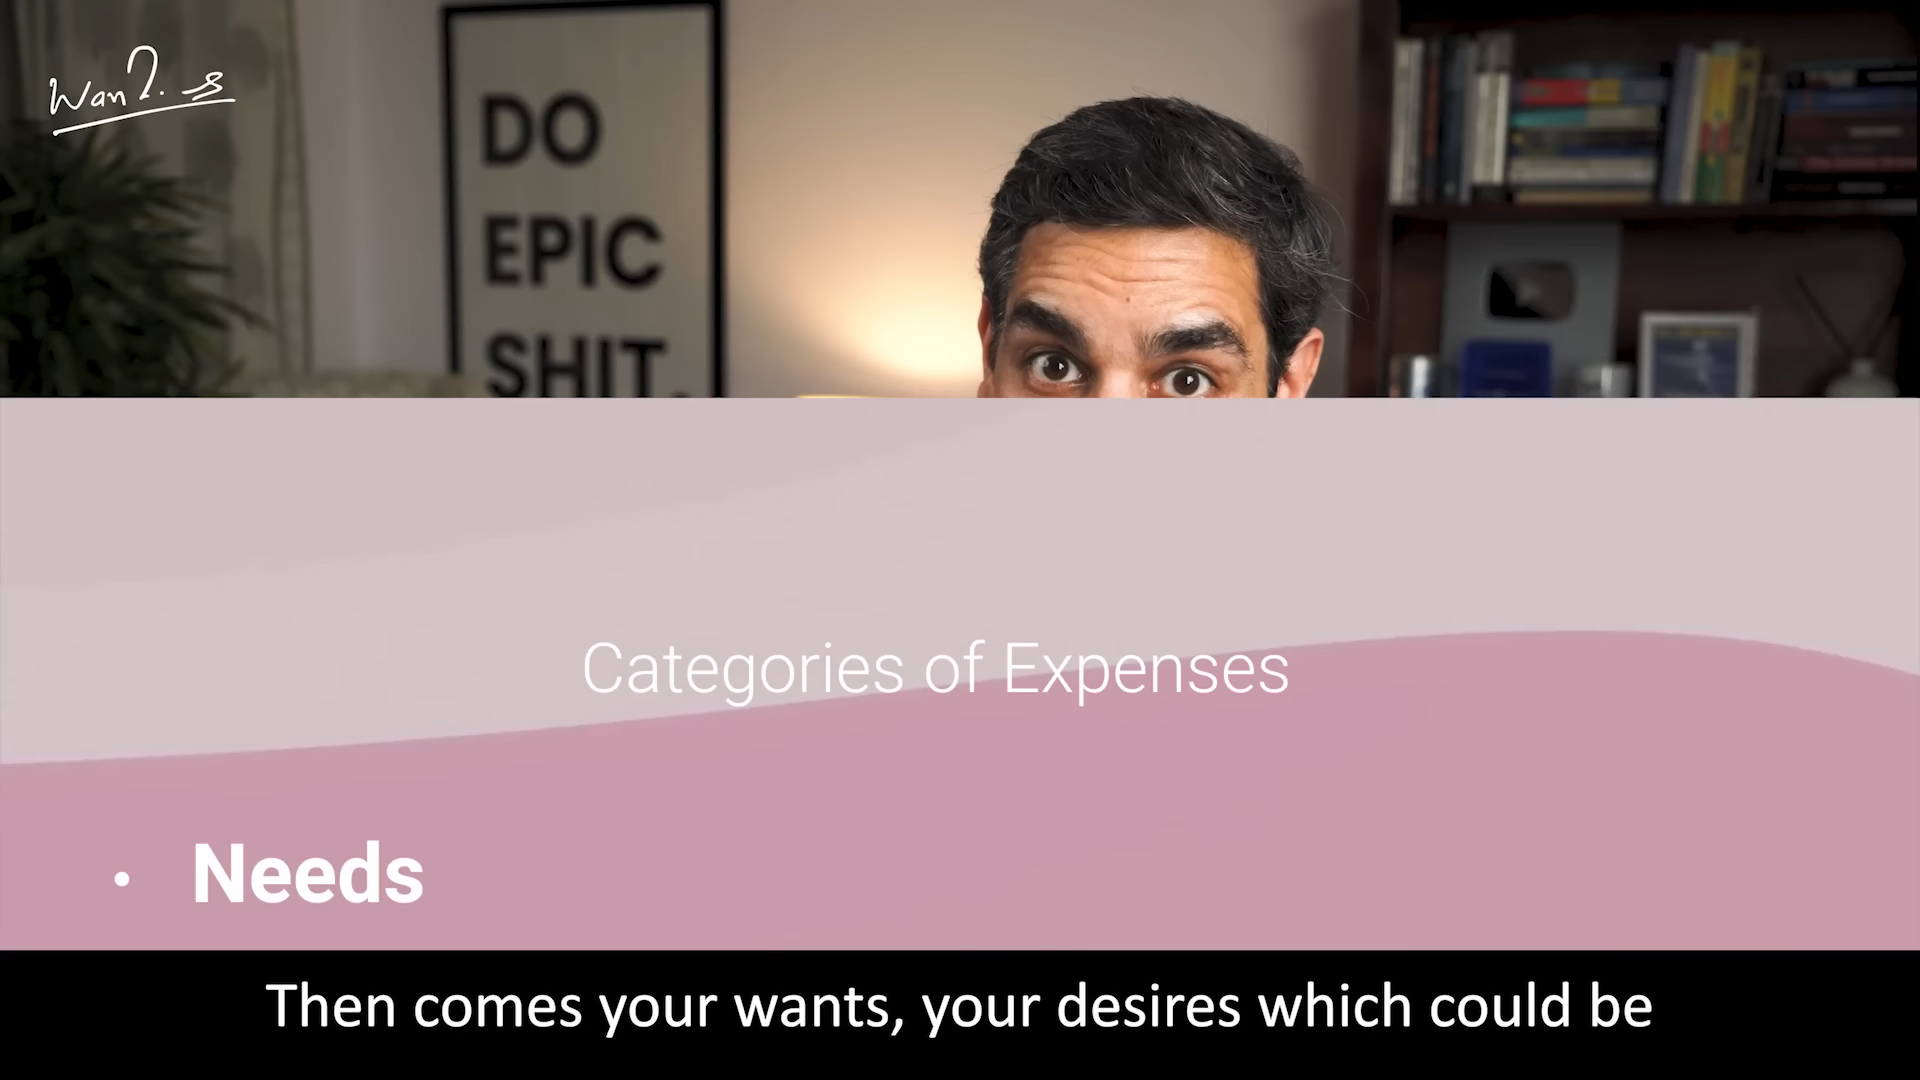 DO
EPIC
SHIT.
Categories of Expenses
• Needs
Then comes your wants, your desires which could be